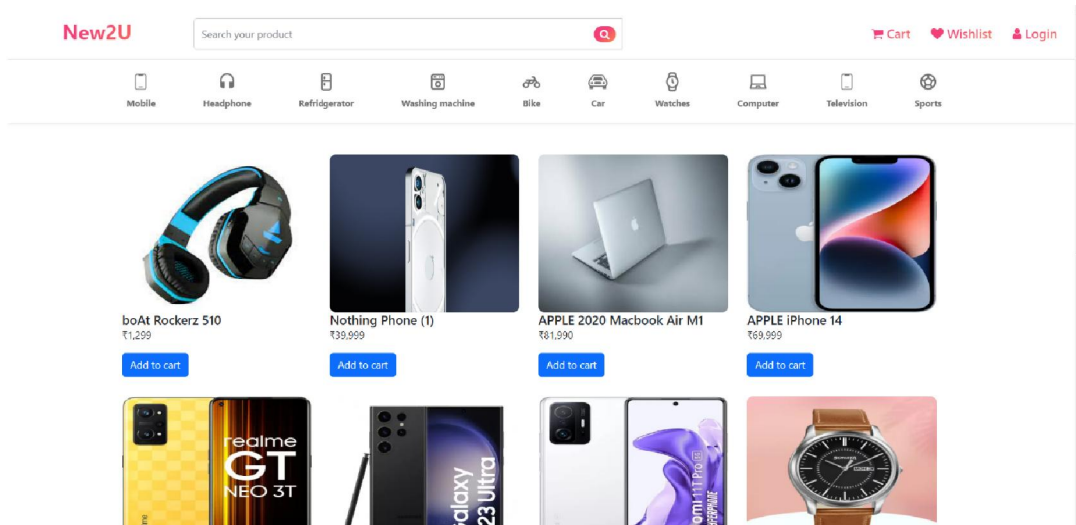 New2U
Search your product
Cart Wishlist Login
Mobile Headphone Refridgerator Washing machine Bike Car Watches Computer Television Sports
boAt Rockerz 510 Nothing Phone (1) APPLE 2020 Macbook Air M1 APPLE iPhone 14
₹1,299 ₹39,999 ₹81,990 ₹69,999
Add to cart Add to cart Add to cart Add to cart
realme
GT
NEO 3T
Galaxy
23 Ultra
11T Pro